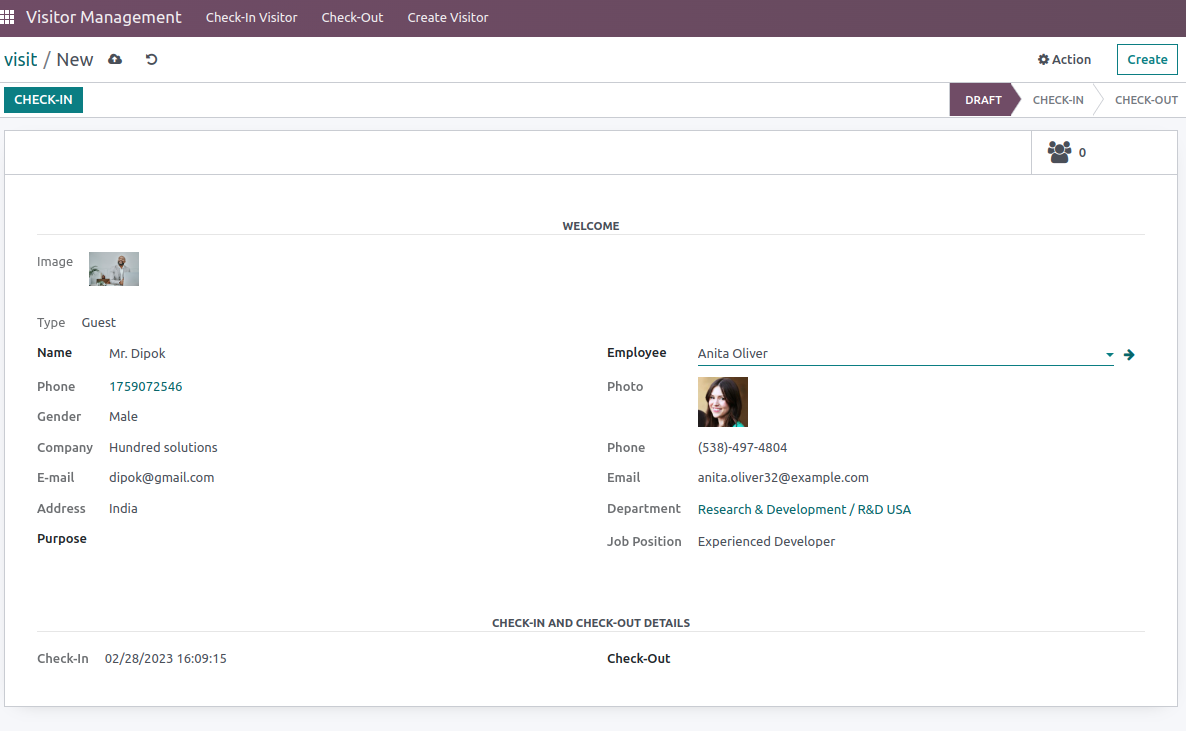 Visitor Management Check-In Visitor Check-Out Create Visitor
visit / New Action Create
CHECK-IN DRAFT CHECK-IN CHECK-OUT
0
WELCOME
Image
Type Guest
Name Mr. Dipok
Employee Anita Oliver
Phone 1759072546
Photo
Gender Male
Company Hundred solutions
Phone (538)-497-4804
E-mail dipok@gmail.com
Email anita.oliver32@example.com
Address India
Department Research & Development / R&D USA
Purpose
Job Position Experienced Developer
CHECK-IN AND CHECK-OUT DETAILS
Check-In 02/28/2023 16:09:15
Check-Out